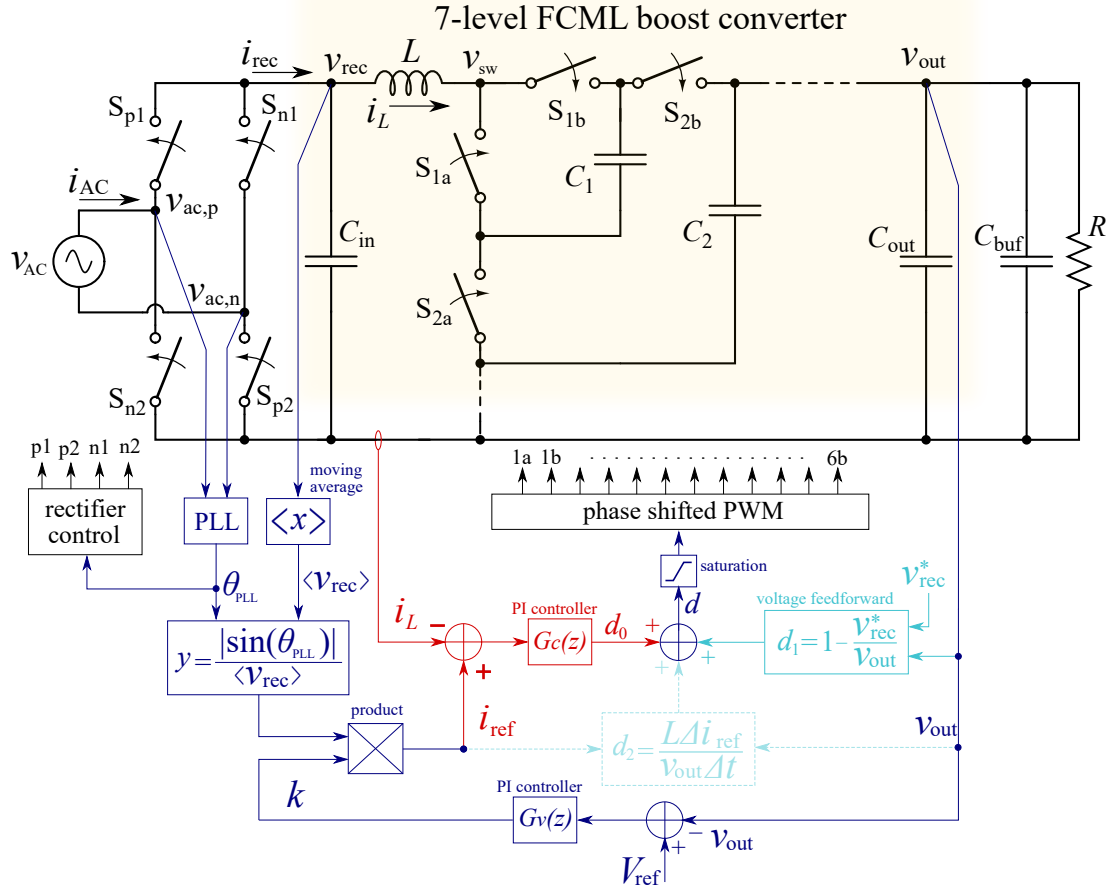 7-level FCML boost converter
i_rec
v_rec
L
v_sw
v_out
S_p1
S_n1
i_L
S_1b
S_2b
S_1a
C_1
i_AC
v_ac,p
C_in
C_2
C_out
C_buf
R
v_AC
v_ac,n
S_2a
S_n2
S_p2
p1 p2 n1 n2
1a 1b 6b
moving
average
rectifier
control
PLL
<x>
phase shifted PWM
θ_PLL
⟨v_rec⟩
saturation
v*_rec
i_L
PI controller
d
voltage feedforward
y = |sin(θ_PLL)| / ⟨v_rec⟩
−
Gc(z)
d_0
+
+
d_1 = 1 - v*_rec / v_out
+
+
product
i_ref
d_2 = LΔi_ref / v_outΔt
v_out
k
PI controller
Gv(z)
− v_out
+
V_ref